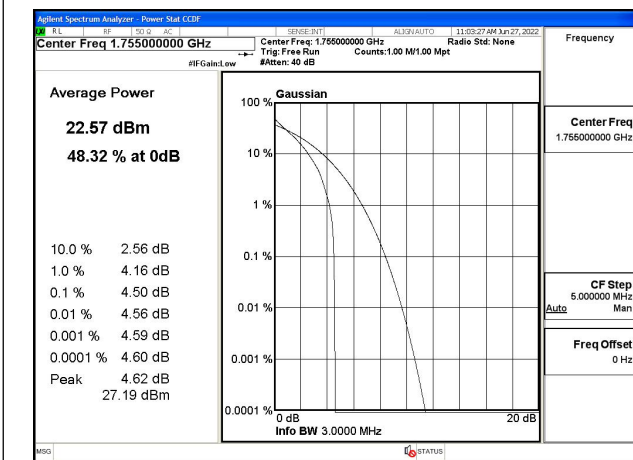 Agilent Spectrum Analyzer - Power Stat CCDF
RL RF 50 Ω AC SENSE:INT ALIGN AUTO 11:03:27 AM Jun 27, 2022
Center Freq 1.755000000 GHz
Center Freq: 1.755000000 GHz Radio Std: None
Trig: Free Run Counts:1.00 M/1.00 Mpt
#IFGain:Low #Atten: 40 dB
Frequency
Average Power
22.57 dBm
48.32 % at 0dB
10.0 % 2.56 dB
1.0 % 4.16 dB
0.1 % 4.50 dB
0.01 % 4.56 dB
0.001 % 4.59 dB
0.0001 % 4.60 dB
Peak 4.62 dB
27.19 dBm
Gaussian
100 %
10 %
1 %
0.1 %
0.01 %
0.001 %
0.0001 %
0 dB 20 dB
Info BW 3.0000 MHz
Center Freq
1.755000000 GHz
CF Step
5.000000 MHz
Auto Man
Freq Offset
0 Hz
MSG STATUS